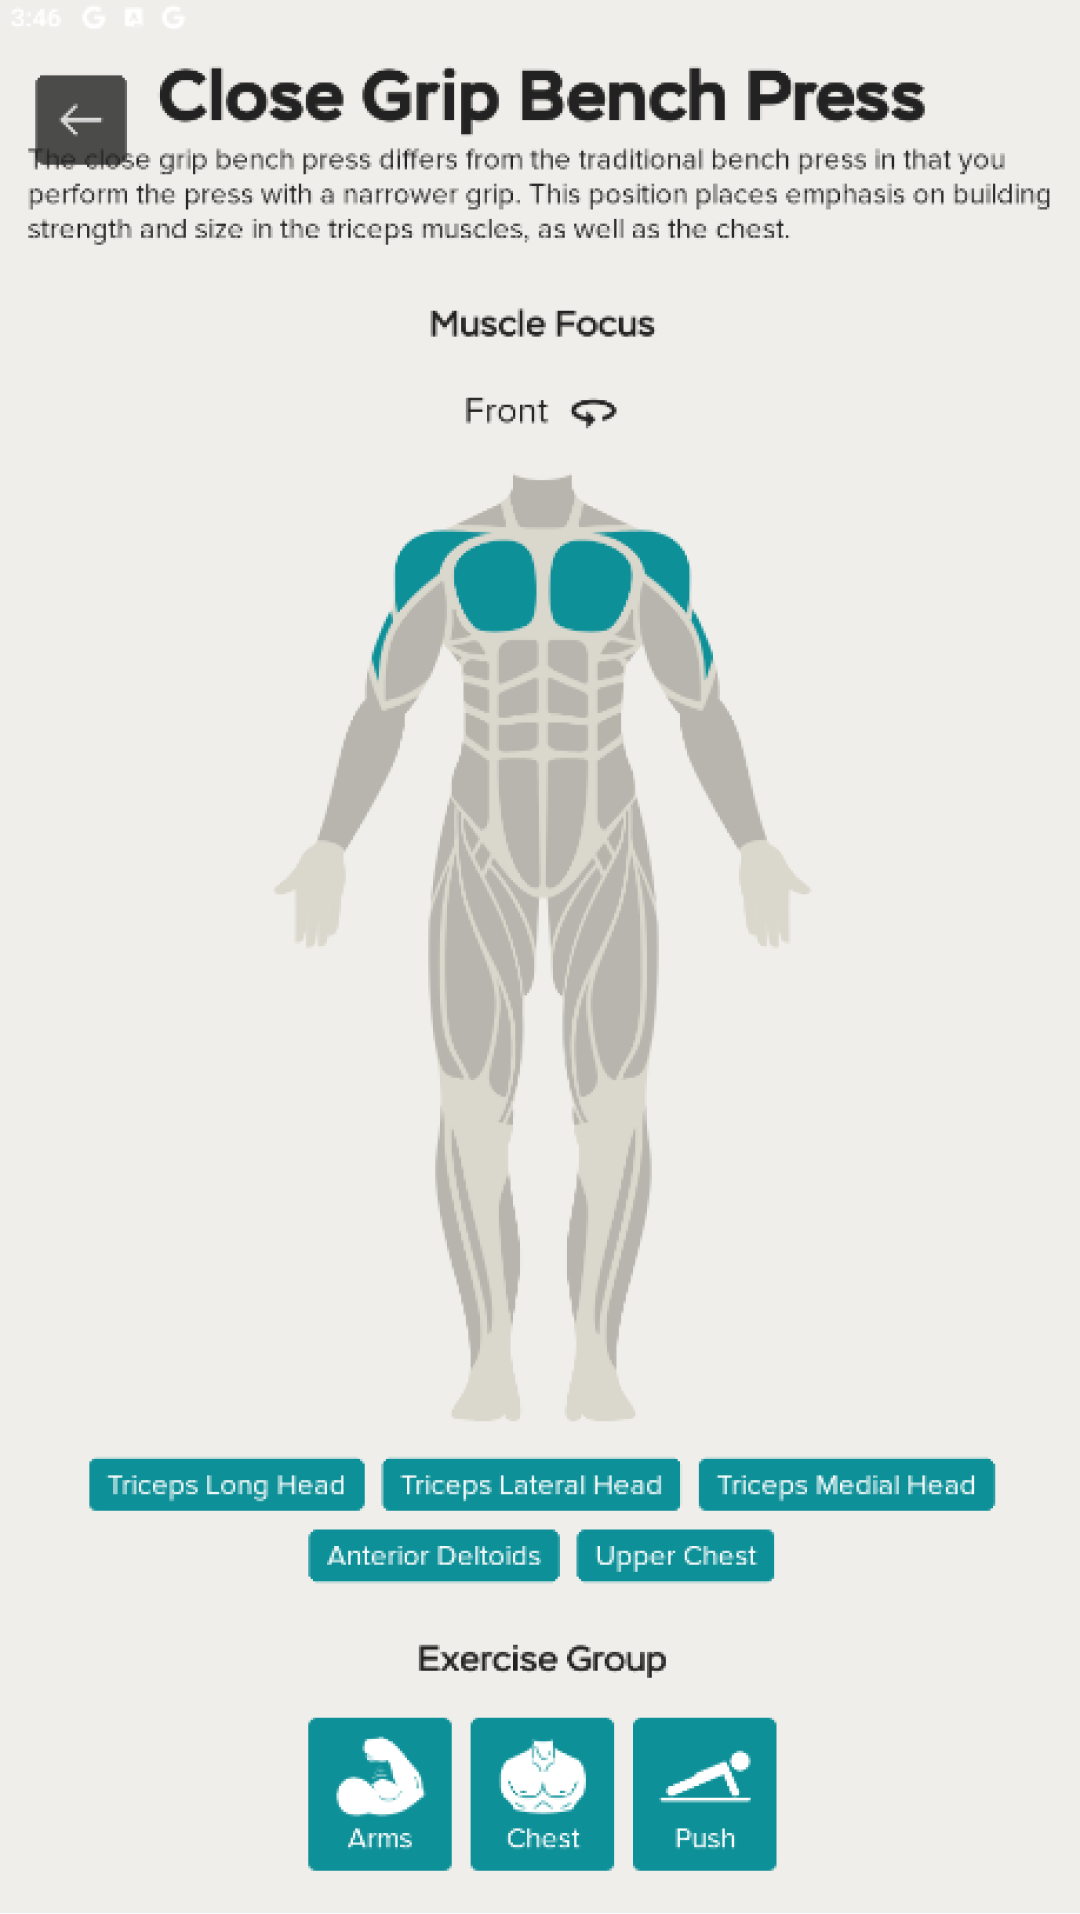 3:46 G A G
Close Grip Bench Press
The close grip bench press differs from the traditional bench press in that you
perform the press with a narrower grip. This position places emphasis on building
strength and size in the triceps muscles, as well as the chest.
Muscle Focus
Front
Triceps Long Head Triceps Lateral Head Triceps Medial Head
Anterior Deltoids Upper Chest
Exercise Group
Arms Chest Push